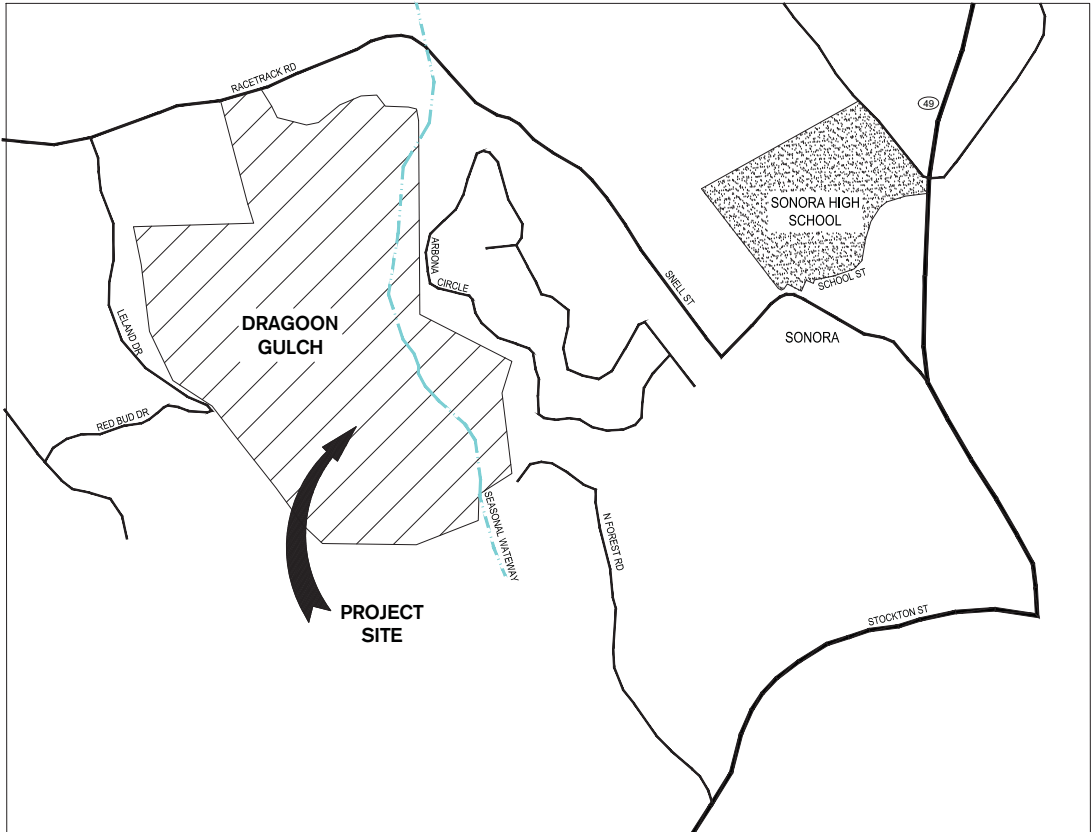 RACETRACK RD
49
SONORA HIGH
SCHOOL
ARBONA
CIRCLE
SNELL ST
SCHOOL ST
SONORA
DRAGOON
GULCH
LELAND DR
RED BUD DR
SEASONAL WATEWAY
N FOREST RD
PROJECT
SITE
STOCKTON ST